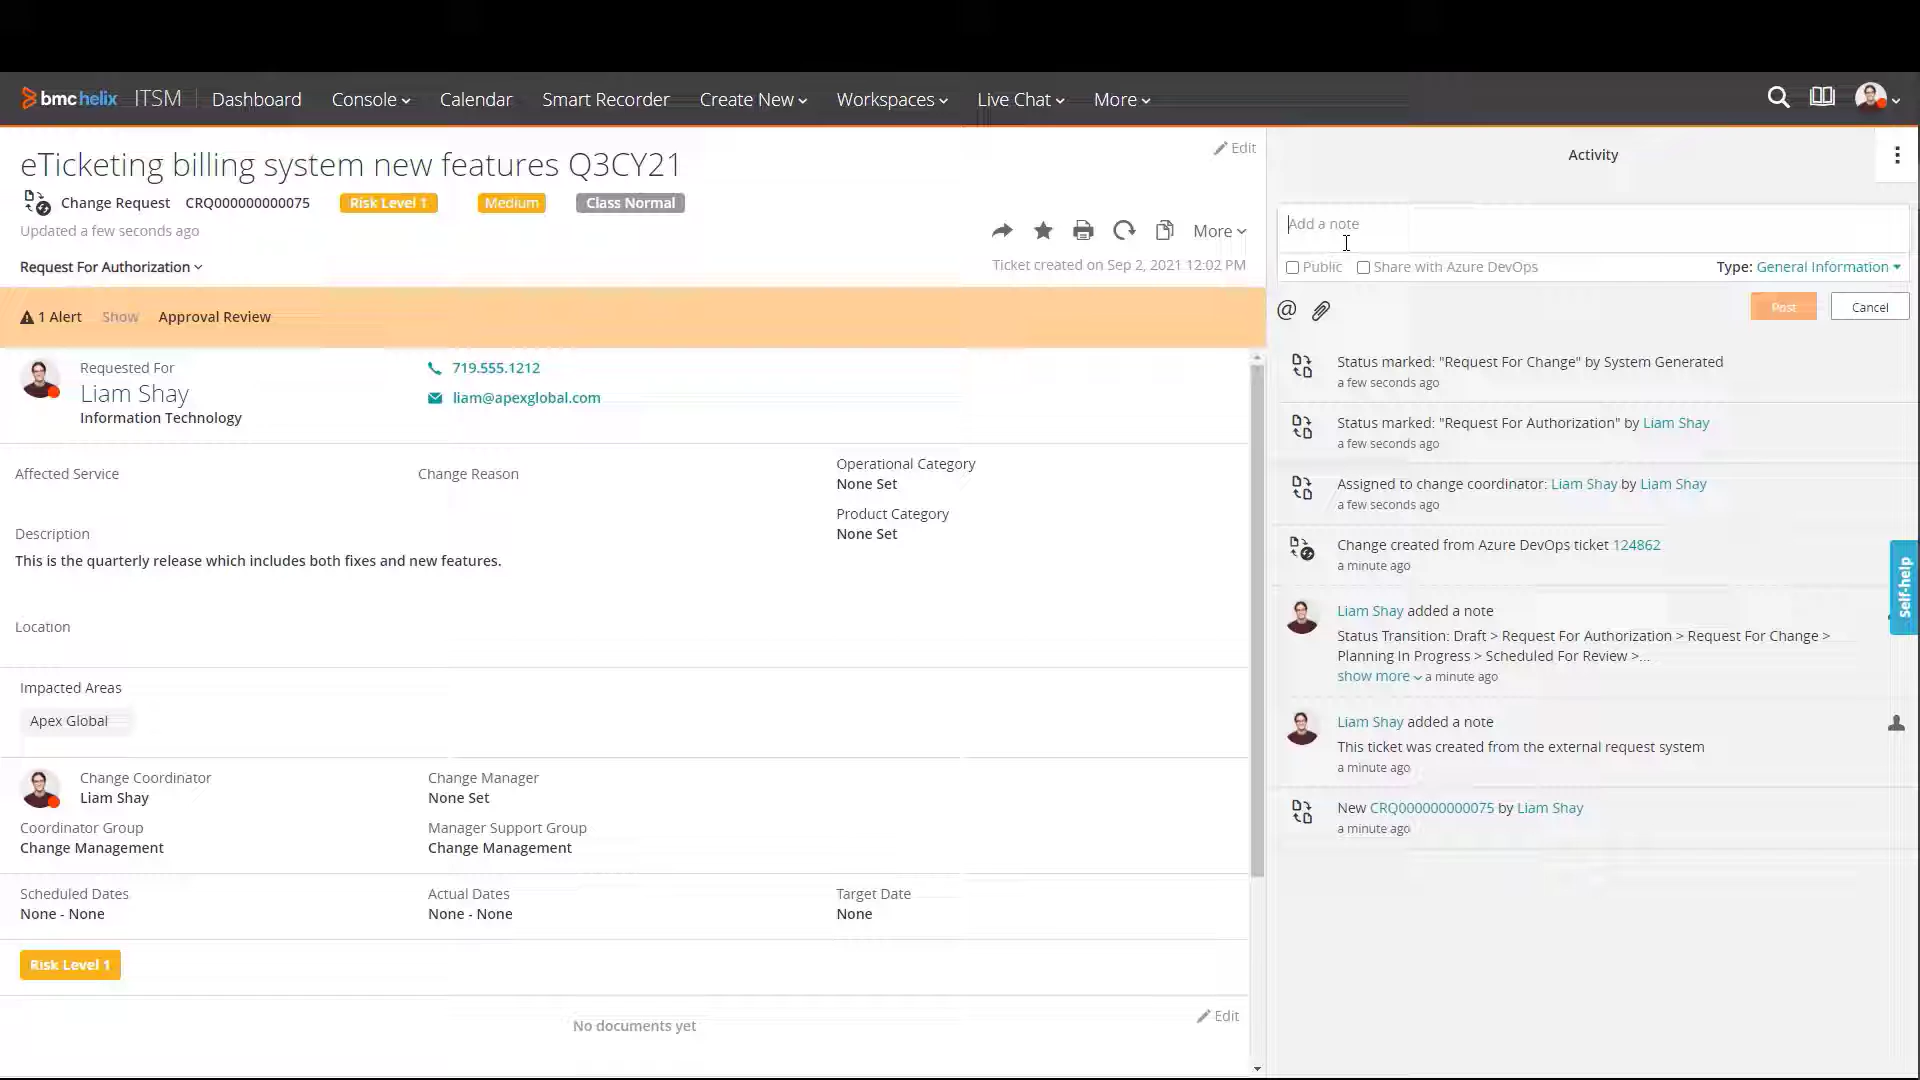 bmchelix ITSM Dashboard Console Calendar Smart Recorder Create New Workspaces Live Chat More
eTicketing billing system new features Q3CY21
Edit
Change Request CRQ000000000075 Risk Level 1 Medium Class Normal
Updated a few seconds ago
More
Request For Authorization
Ticket created on Sep 2, 2021 12:02 PM
1 Alert Show Approval Review
Requested For
Liam Shay
Information Technology
719.555.1212
liam@apexglobal.com
Affected Service
Change Reason
Operational Category
None Set
Product Category
None Set
Description
This is the quarterly release which includes both fixes and new features.
Location
Impacted Areas
Apex Global
Change Coordinator
Liam Shay
Change Manager
None Set
Coordinator Group
Change Management
Manager Support Group
Change Management
Scheduled Dates
None - None
Actual Dates
None - None
Target Date
None
Risk Level 1
No documents yet
Edit
Activity
Add a note
Public Share with Azure DevOps Type: General Information
@ Post Cancel
Status marked: "Request For Change" by System Generated
a few seconds ago
Status marked: "Request For Authorization" by Liam Shay
a few seconds ago
Assigned to change coordinator: Liam Shay by Liam Shay
a few seconds ago
Change created from Azure DevOps ticket 124862
a minute ago
Liam Shay added a note
Status Transition: Draft > Request For Authorization > Request For Change >
Planning In Progress > Scheduled For Review >...
show more a minute ago
Liam Shay added a note
This ticket was created from the external request system
a minute ago
New CRQ000000000075 by Liam Shay
a minute ago
Self-help